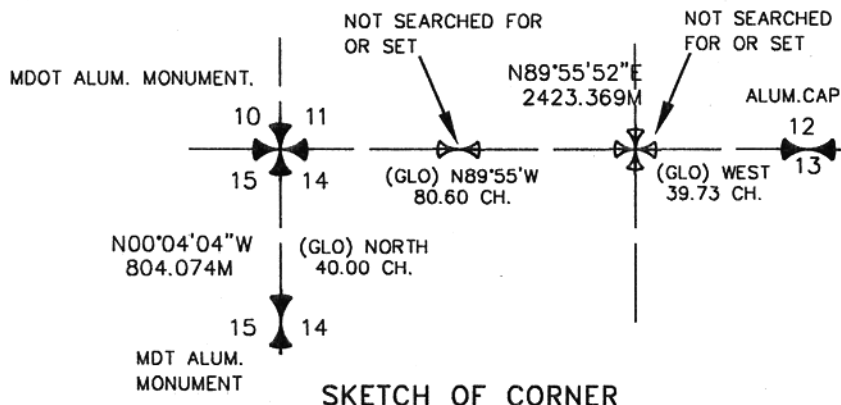 NOT SEARCHED FOR
OR SET
NOT SEARCHED
FOR OR SET
MDOT ALUM. MONUMENT.
N89°55'52"E
2423.369M
ALUM.CAP
10 11
15 14
12
13
(GLO) N89°55'W
80.60 CH.
(GLO) WEST
39.73 CH.
N00°04'04"W
804.074M
(GLO) NORTH
40.00 CH.
15 14
MDT ALUM.
MONUMENT
SKETCH OF CORNER